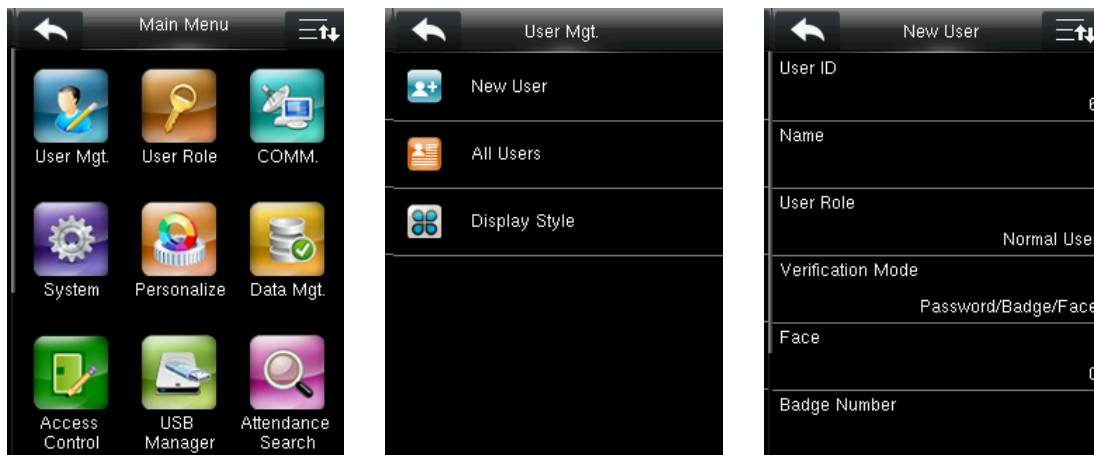 Main Menu
User Mgt.
User Role
COMM.
System
Personalize
Data Mgt.
Access
Control
USB
Manager
Attendance
Search
User Mgt.
New User
All Users
Display Style
New User
User ID
6
Name
User Role
Normal User
Verification Mode
Password/Badge/Face
Face
0
Badge Number